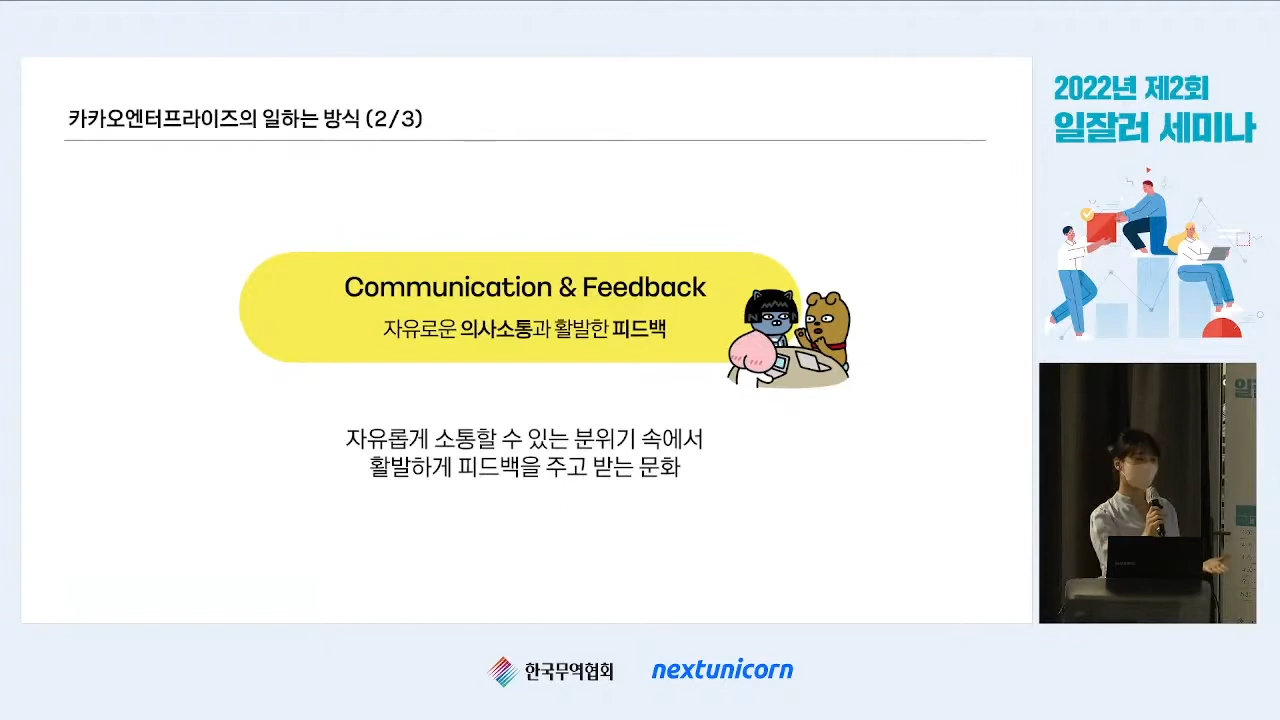 카카오엔터프라이즈의 일하는 방식 (2/3)
Communication & Feedback
자유로운 의사소통과 활발한 피드백
자유롭게 소통할 수 있는 분위기 속에서
활발하게 피드백을 주고 받는 문화
2022년 제2회
일잘러 세미나
한국무역협회
nextunicorn